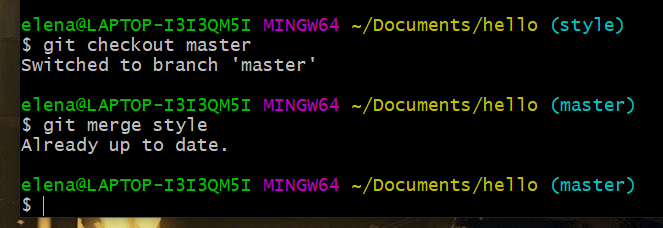 elena@LAPTOP-I3I3QM5I MINGW64 ~/Documents/hello (style)
$ git checkout master
Switched to branch 'master'
elena@LAPTOP-I3I3QM5I MINGW64 ~/Documents/hello (master)
$ git merge style
Already up to date.
elena@LAPTOP-I3I3QM5I MINGW64 ~/Documents/hello (master)
$